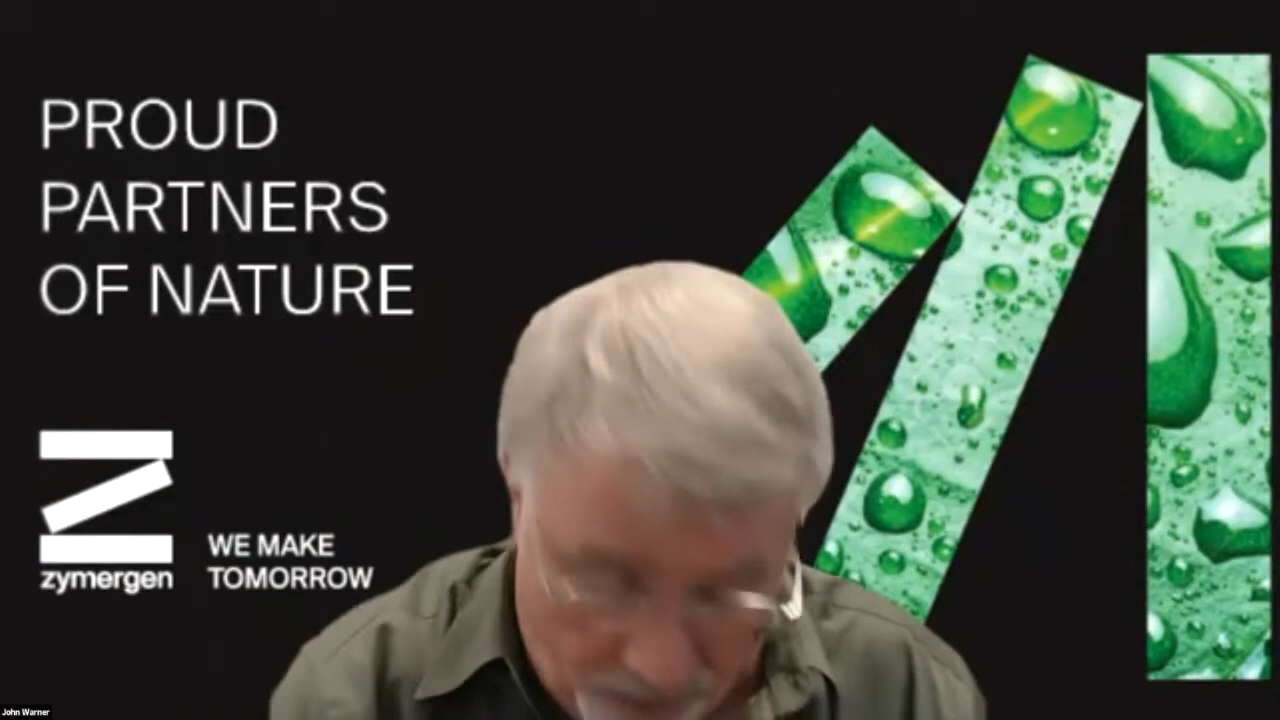 PROUD
PARTNERS
OF NATURE
zymergen
WE MAKE
TOMORROW
John Warner